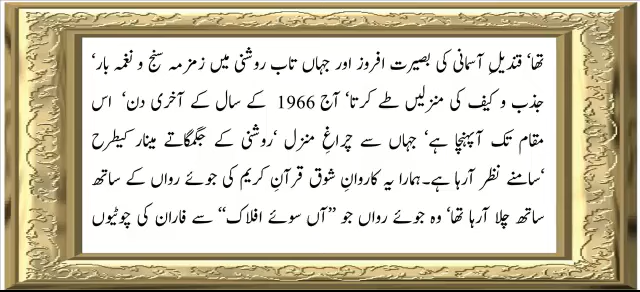 تھا‘ قندیلِ آسمانی کی بصیرت افروز اور جہاں تاب روشنی میں زمزمہ سنج و نغمہ بار‘
جذب و کیف کی منزلیں طے کرتا‘ آج 1966 کے سال کے آخری دن‘ اس
مقام تک آپہنچا ہے‘ جہاں سے چراغِ منزل ‘روشنی کے جگمگاتے مینار کیطرح
‘سامنے نظر آرہا ہے۔ہمارا یہ کاروانِ شوق قرآنِ کریم کی جوئے رواں کے ساتھ
ساتھ چلا آرہا تھا‘ وہ جوئے رواں جو ’’آں سوئے افلاک‘‘ سے فاران کی چوٹیوں